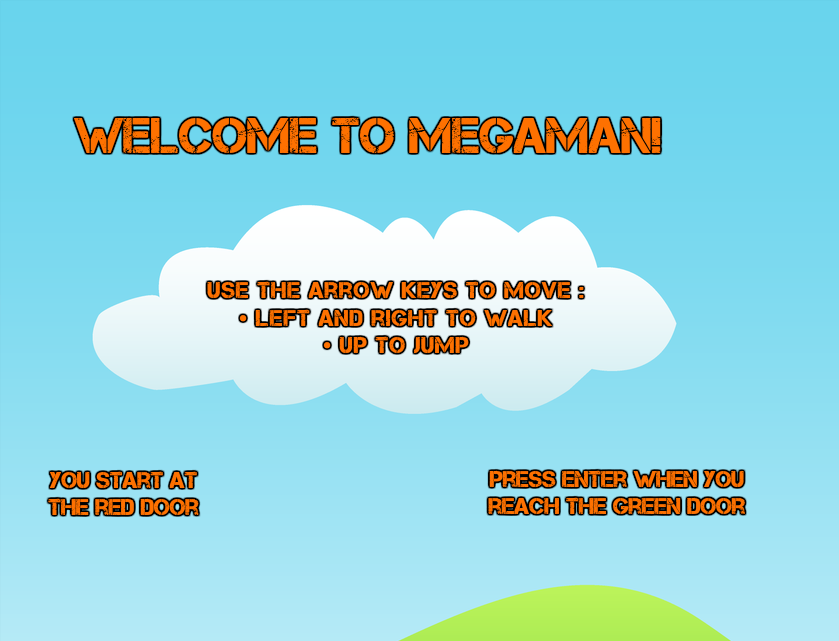 WELCOME TO MEGAMAN!
USE THE ARROW KEYS TO MOVE :
• LEFT AND RIGHT TO WALK
• UP TO JUMP
YOU START AT
THE RED DOOR
PRESS ENTER WHEN YOU
REACH THE GREEN DOOR